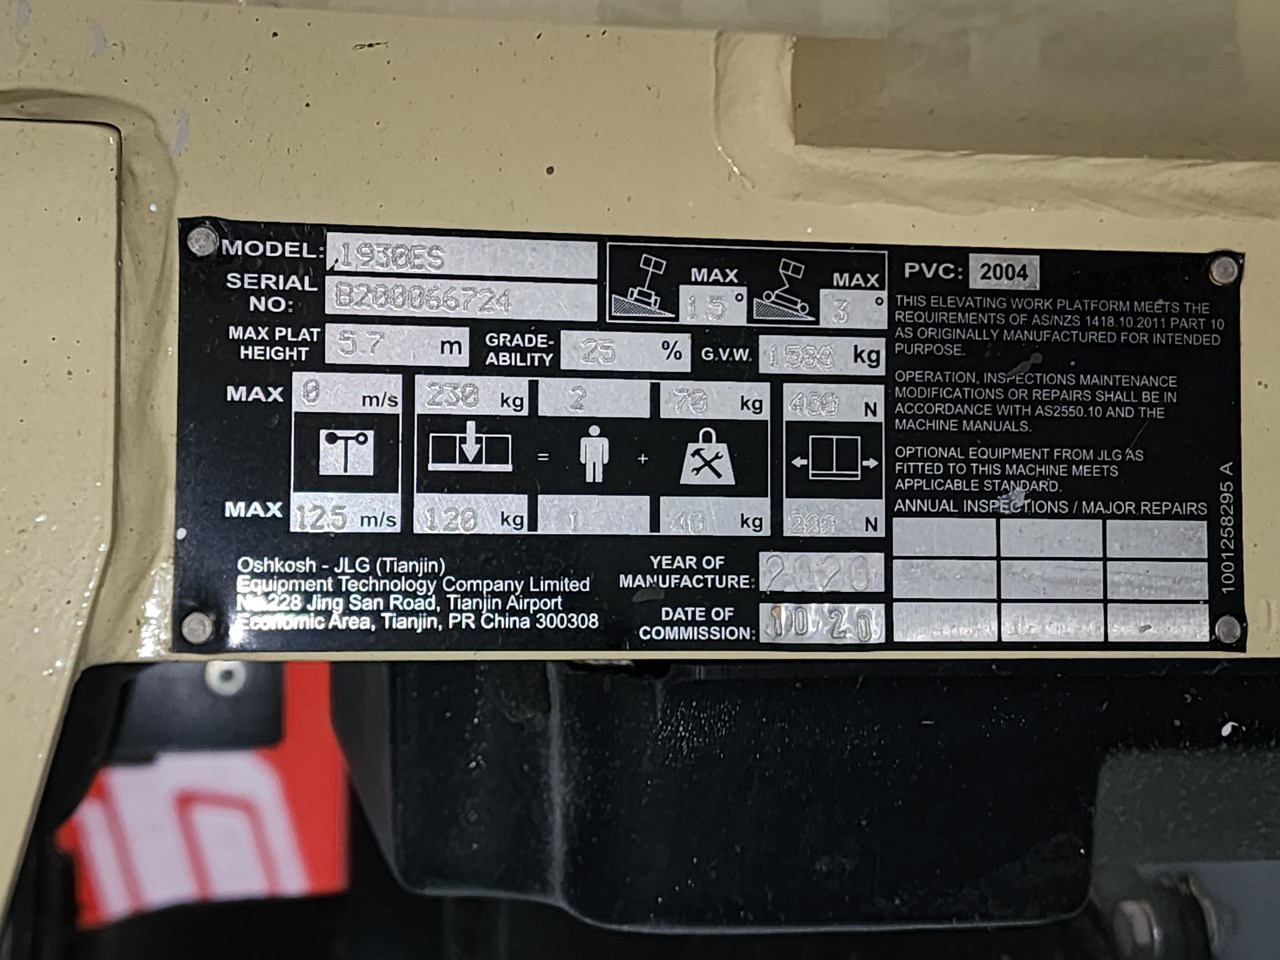 MODEL: 1930ES
SERIAL NO: B200066724
MAX 1.5° MAX 3°
PVC: 2004
MAX PLAT HEIGHT 5.7 m
GRADE-ABILITY 25 %
G.V.W. 1580 kg
MAX 0 m/s 230 kg 2 70 kg 400 N
= +
MAX 12.5 m/s 120 kg 1 40 kg 200 N
Oshkosh - JLG (Tianjin)
Equipment Technology Company Limited
No.228 Jing San Road, Tianjin Airport
Economic Area, Tianjin, PR China 300308
YEAR OF MANUFACTURE: 2020
DATE OF COMMISSION: 10 20
THIS ELEVATING WORK PLATFORM MEETS THE
REQUIREMENTS OF AS/NZS 1418.10.2011 PART 10
AS ORIGINALLY MANUFACTURED FOR INTENDED
PURPOSE.
OPERATION, INSPECTIONS MAINTENANCE
MODIFICATIONS OR REPAIRS SHALL BE IN
ACCORDANCE WITH AS2550.10 AND THE
MACHINE MANUALS.
OPTIONAL EQUIPMENT FROM JLG AS
FITTED TO THIS MACHINE MEETS
APPLICABLE STANDARD.
ANNUAL INSPECTIONS / MAJOR REPAIRS
1001258295 A